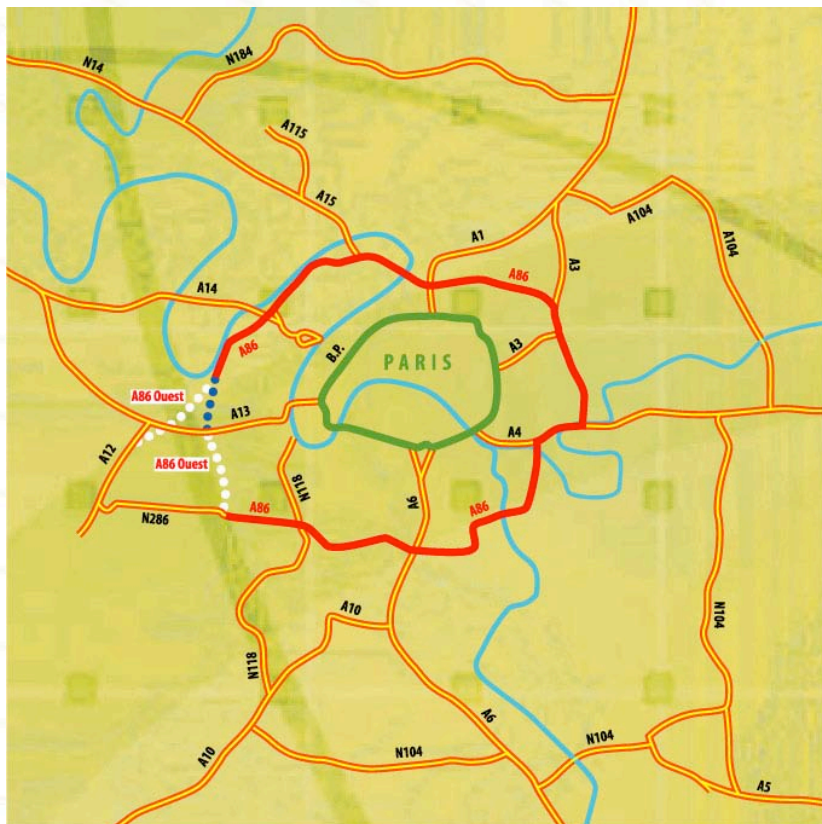 N184
N14
A115
A15
A104
A1
A104
A3
A86
A14
A86
B.P.
A3
PARIS
A86 Ouest
A13
A4
A12
A86 Ouest
N118
A6
A86
A86
N286
A10
N104
N118
A6
N104
A10
N104
A5